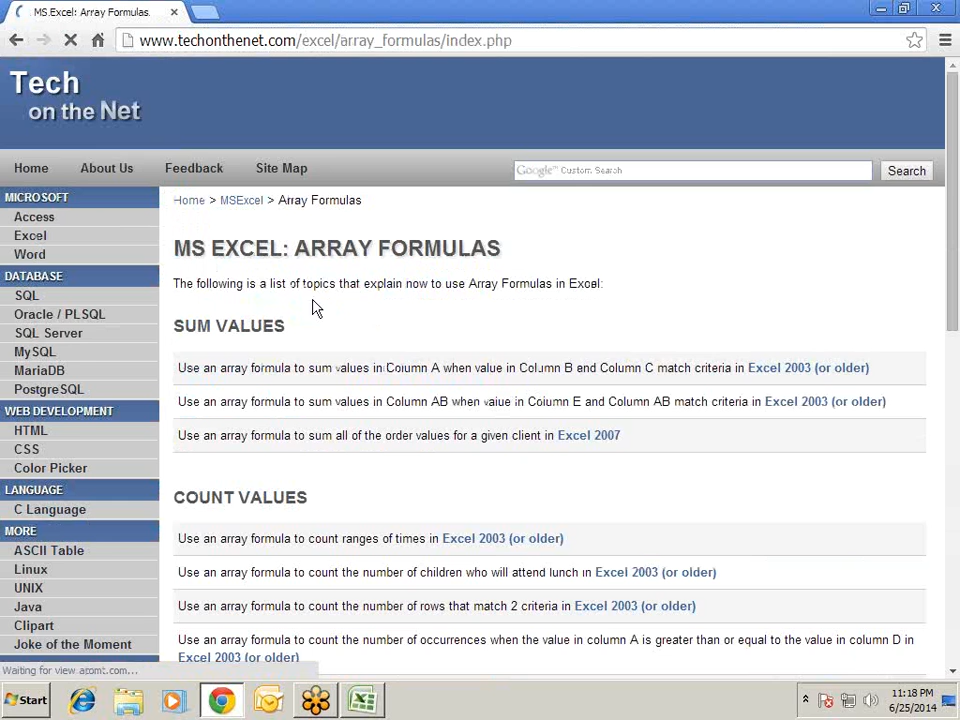 MS.Excel: Array Formulas.
www.techonthenet.com/excel/array_formulas/index.php
Tech
on the Net
Home About Us Feedback Site Map
Google™ Custom Search
Search
MICROSOFT
Access
Excel
Word
DATABASE
SQL
Oracle / PLSQL
SQL Server
MySQL
MariaDB
PostgreSQL
WEB DEVELOPMENT
HTML
CSS
Color Picker
LANGUAGE
C Language
MORE
ASCII Table
Linux
UNIX
Java
Clipart
Joke of the Moment
Home > MSExcel > Array Formulas
MS EXCEL: ARRAY FORMULAS
The following is a list of topics that explain now to use Array Formulas in Excel:
SUM VALUES
Use an array formula to sum values in Column A when value in Column B end Column C match criteria in Excel 2003 (or older)
Use an array formula to sum values in Column AB when value in Column E and Column AB match criteria in Excel 2003 (or older)
Use an array formula to sum all of the order values for a given client in Excel 2007
COUNT VALUES
Use an array formula to count ranges of times in Excel 2003 (or older)
Use an array formula to count the number of children who will attend lunch in Excel 2003 (or older)
Use an array formula to count the number of rows that match 2 criteria in Excel 2003 (or older)
Use an array formula to count the number of occurrences when the value in column A is greater than or equal to the value in column D in
Excel 2003 (or older)
Waiting for view.atdmt.com...
Start
11:18 PM
6/25/2014